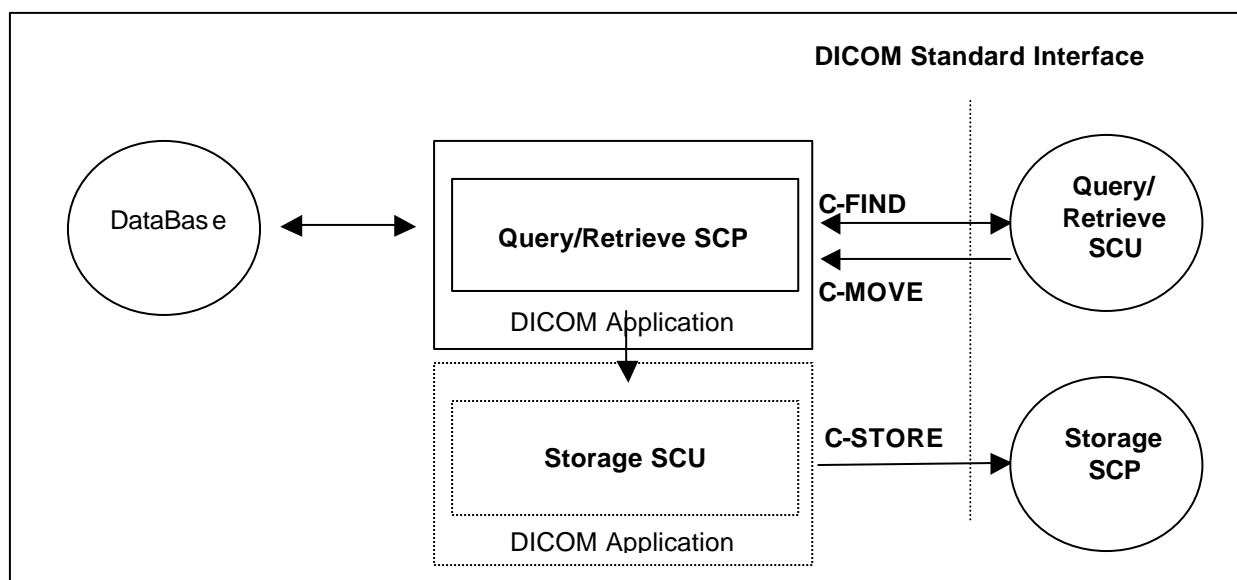 DICOM Standard Interface
DataBas e
Query/Retrieve SCP
DICOM Application
C-FIND
C-MOVE
Query/
Retrieve
SCU
Storage SCU
DICOM Application
C-STORE
Storage
SCP